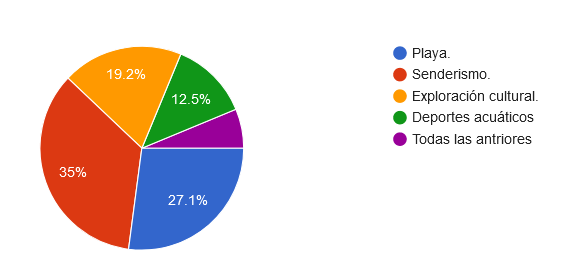 19.2%
12.5%
35%
27.1%
Playa.
Senderismo.
Exploración cultural.
Deportes acuáticos
Todas las antriores